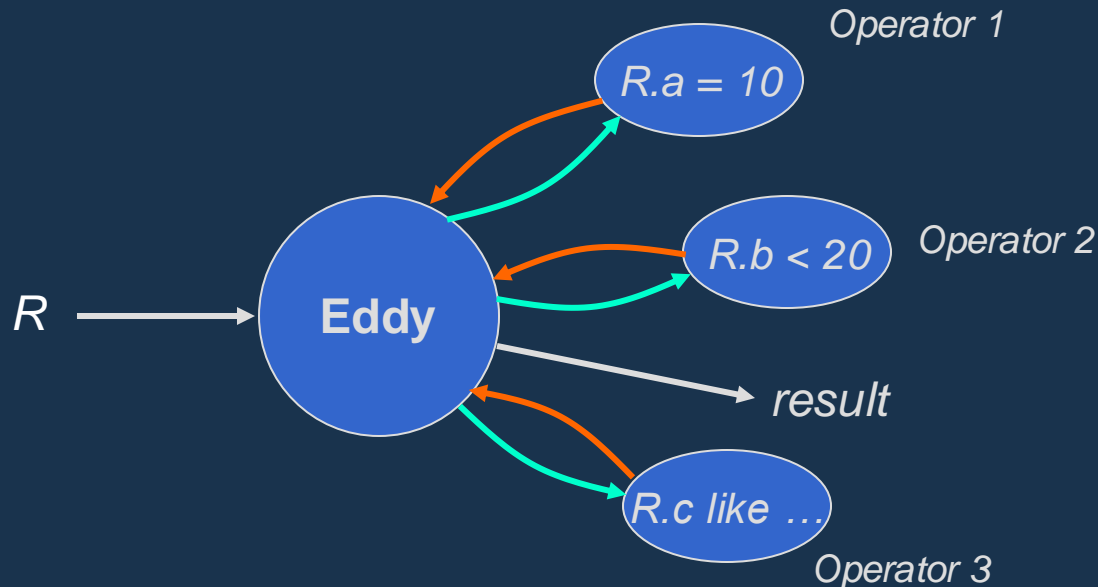 Operator 1
R.a = 10
Operator 2
R.b < 20
R
Eddy
result
R.c like …
Operator 3